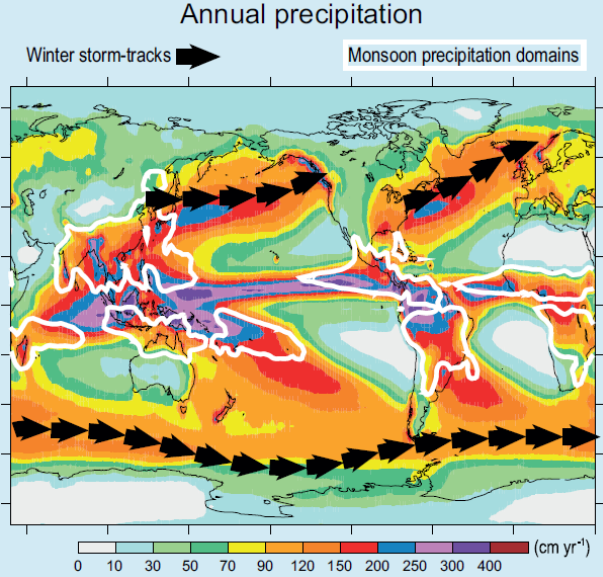 Annual precipitation
Winter storm-tracks
Monsoon precipitation domains
0 10 30 50 70 90 120 150 200 250 300 400 (cm yr⁻¹)